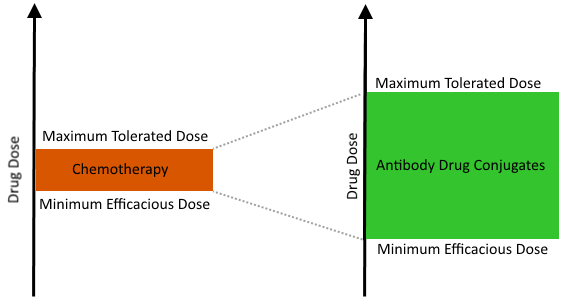 Drug Dose
Maximum Tolerated Dose
Chemotherapy
Minimum Efficacious Dose
Drug Dose
Maximum Tolerated Dose
Antibody Drug Conjugates
Minimum Efficacious Dose